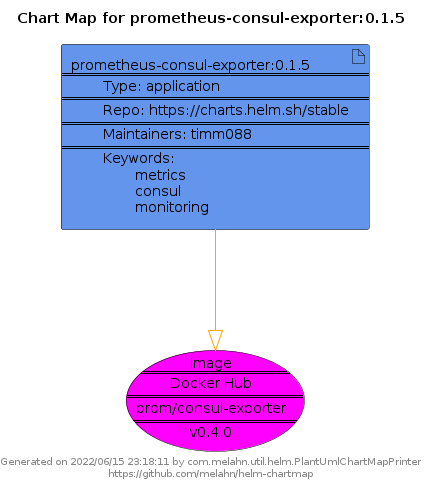 Chart Map for prometheus-consul-exporter:0.1.5
prometheus-consul-exporter:0.1.5
Type: application
Repo: https://charts.helm.sh/stable
Maintainers: timm088
Keywords:
metrics
consul
monitoring
Image
Docker Hub
prom/consul-exporter
v0.4.0
Generated on 2022/06/15 23:18:11 by com.melahn.util.helm.PlantUmlChartMapPrinter
https://github.com/melahn/helm-chartmap